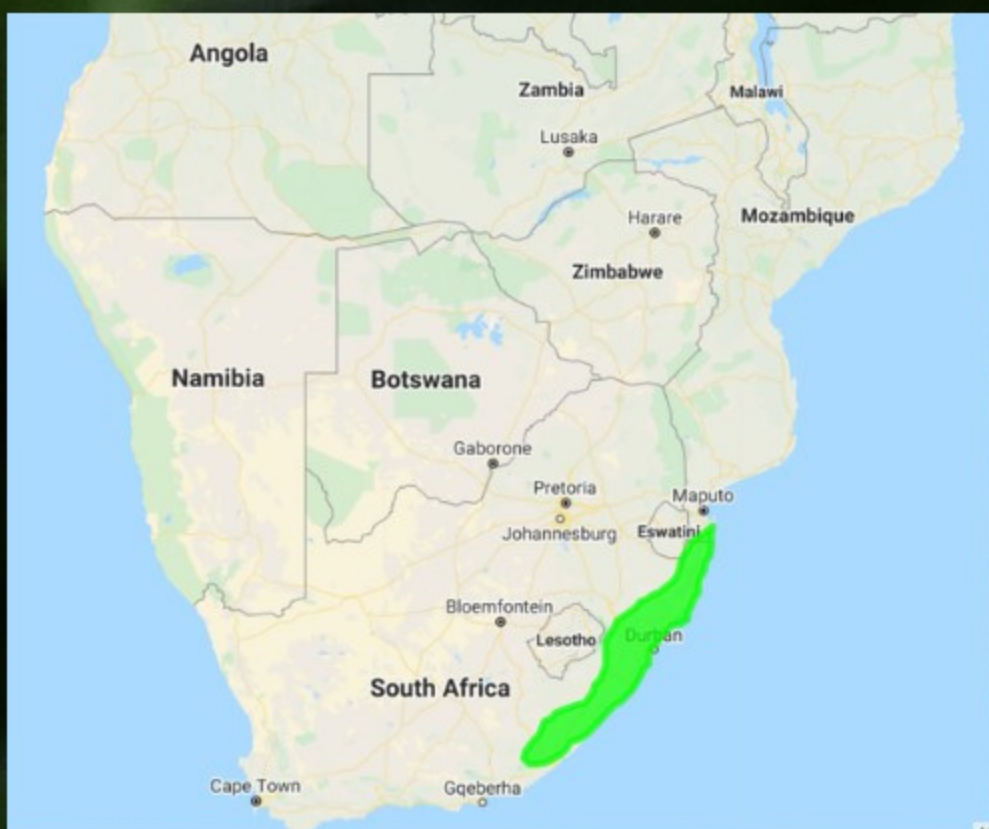 Angola
Zambia
Malawi
Lusaka
Harare
Mozambique
Zimbabwe
Namibia
Botswana
Gaborone
Pretoria
Maputo
Johannesburg
Eswatini
Bloemfontein
Lesotho
Durban
South Africa
Cape Town
Gqeberha